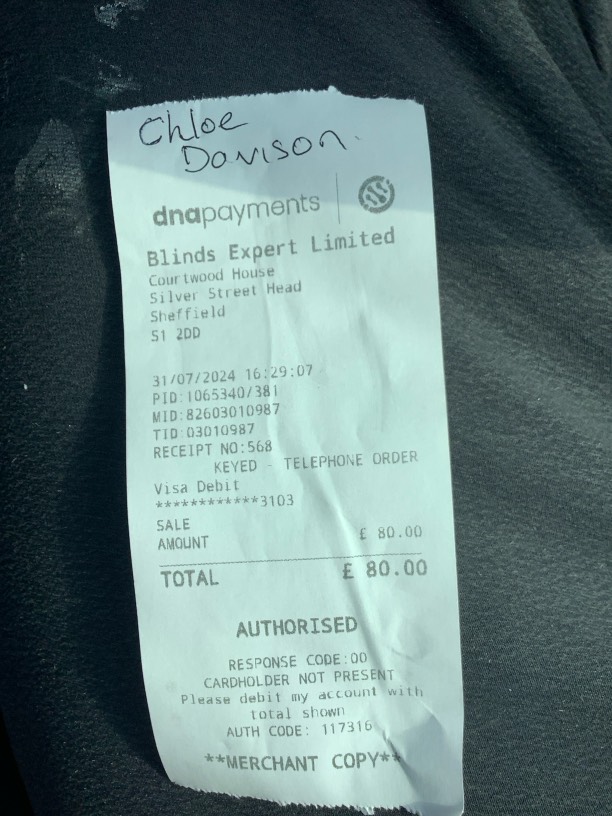 Chloe
Davison.
dnapayments
Blinds Expert Limited
Courtwood House
Silver Street Head
Sheffield
S1 2DD
31/07/2024 16:29:07
PID:1065340/381
MID:82603010987
TID:03010987
RECEIPT NO:568
KEYED - TELEPHONE ORDER
Visa Debit
************3103
SALE
AMOUNT £ 80.00
TOTAL £ 80.00
AUTHORISED
RESPONSE CODE:00
CARDHOLDER NOT PRESENT
Please debit my account with
total shown
AUTH CODE: 117316
**MERCHANT COPY**